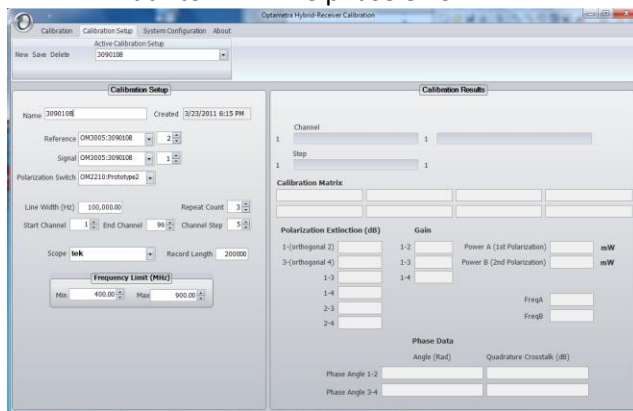 Optametra Hybrid-Receiver Calibration
Calibration Calibration Setup System Configuration About
Active Calibration Setup
New Save Delete 3090108
Calibration Setup
Name 3090108 Created 3/23/2011 6:15 PM
Reference OM3005:3090108 2
Signal OM3005:3090108 1
Polarization Switch OM2210:Prototype2
Line Width (Hz) 100,000.00 Repeat Count 3
Start Channel 1 End Channel 96 Channel Step 5
Scope tek Record Length 200000
Frequency Limit (MHz)
Min 400.00 Max 900.00
Calibration Results
Channel
1 1
Step
1 1
Calibration Matrix
Polarization Extinction (dB) Gain
1-(orthogonal 2) 1-2 Power A (1st Polarization) mW
3-(orthogonal 4) 1-3 Power B (2nd Polarization) mW
1-3 1-4
1-4 FreqA
2-3 FreqB
2-4
Phase Data
Angle (Rad) Quadrature Crosstalk (dB)
Phase Angle 1-2
Phase Angle 3-4